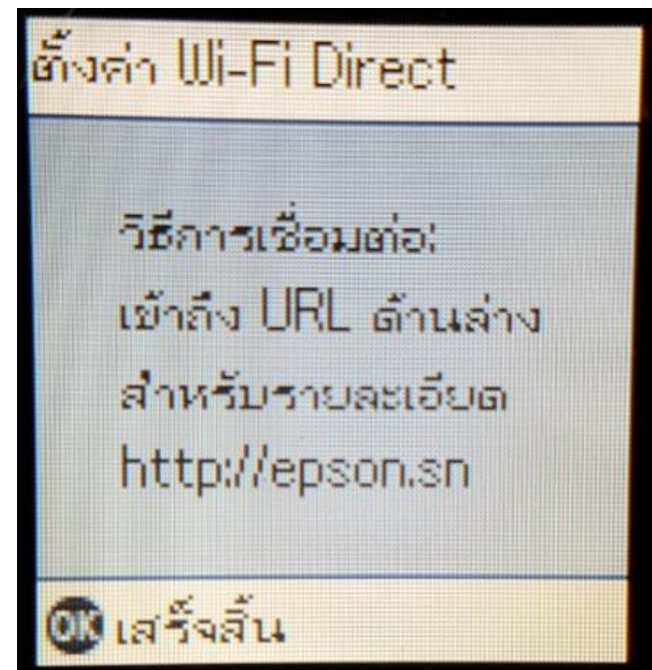 ตั้งค่า Wi-Fi Direct
วิธีการเชื่อมต่อ:
เข้าถึง URL ด้านล่าง
สำหรับรายละเอียด
http://epson.sn
OK เสร็จสิ้น